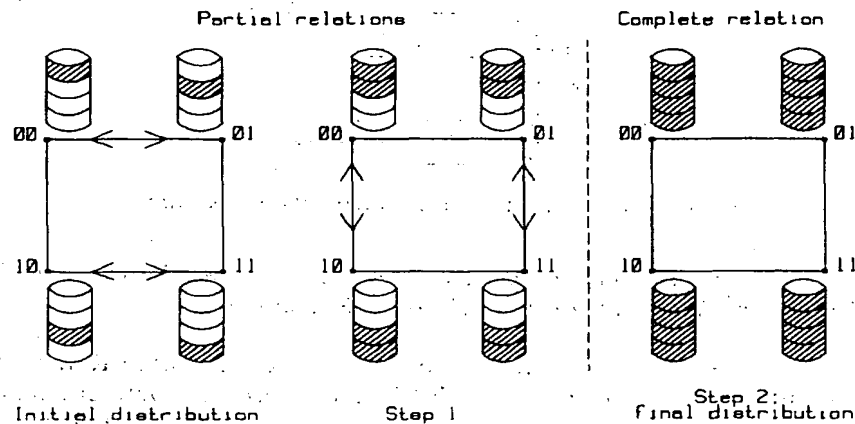 Partial relations
Complete relation
00
01
00
01
00
01
10
11
10
11
10
11
Initial distribution
Step 1
Step 2:
final distribution